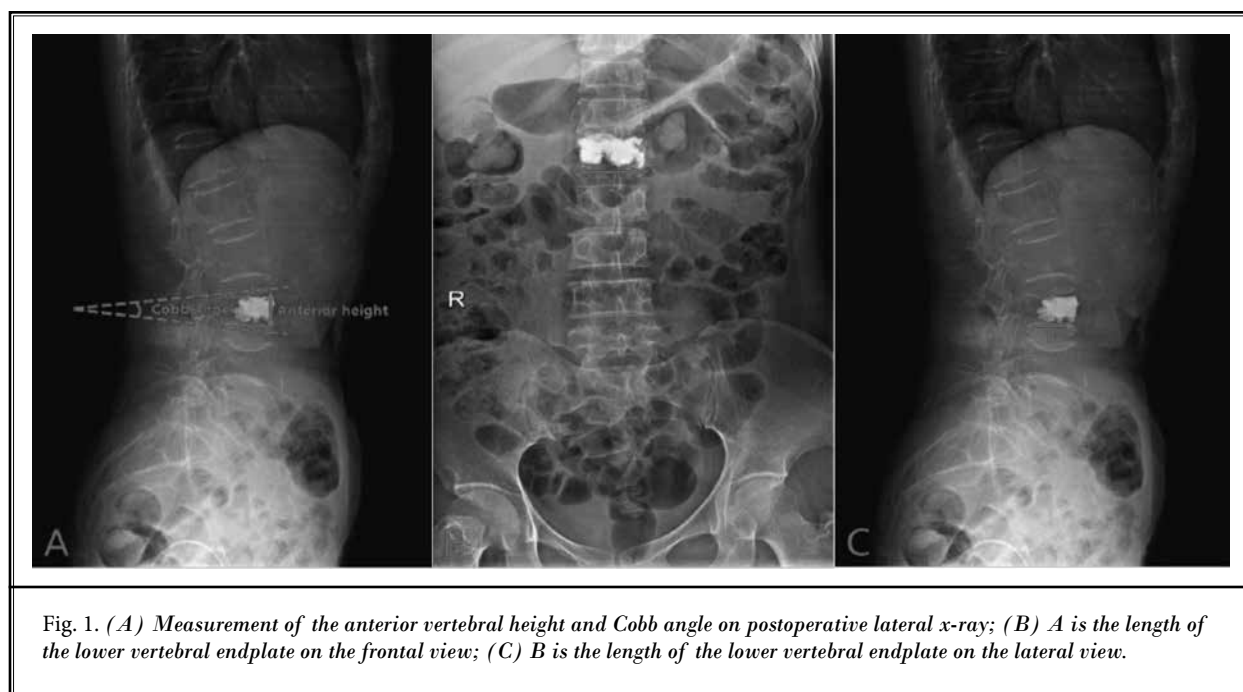 Cobb angle Anterior height
R
A
C
Fig. 1. (A) Measurement of the anterior vertebral height and Cobb angle on postoperative lateral x-ray; (B) A is the length of
the lower vertebral endplate on the frontal view; (C) B is the length of the lower vertebral endplate on the lateral view.